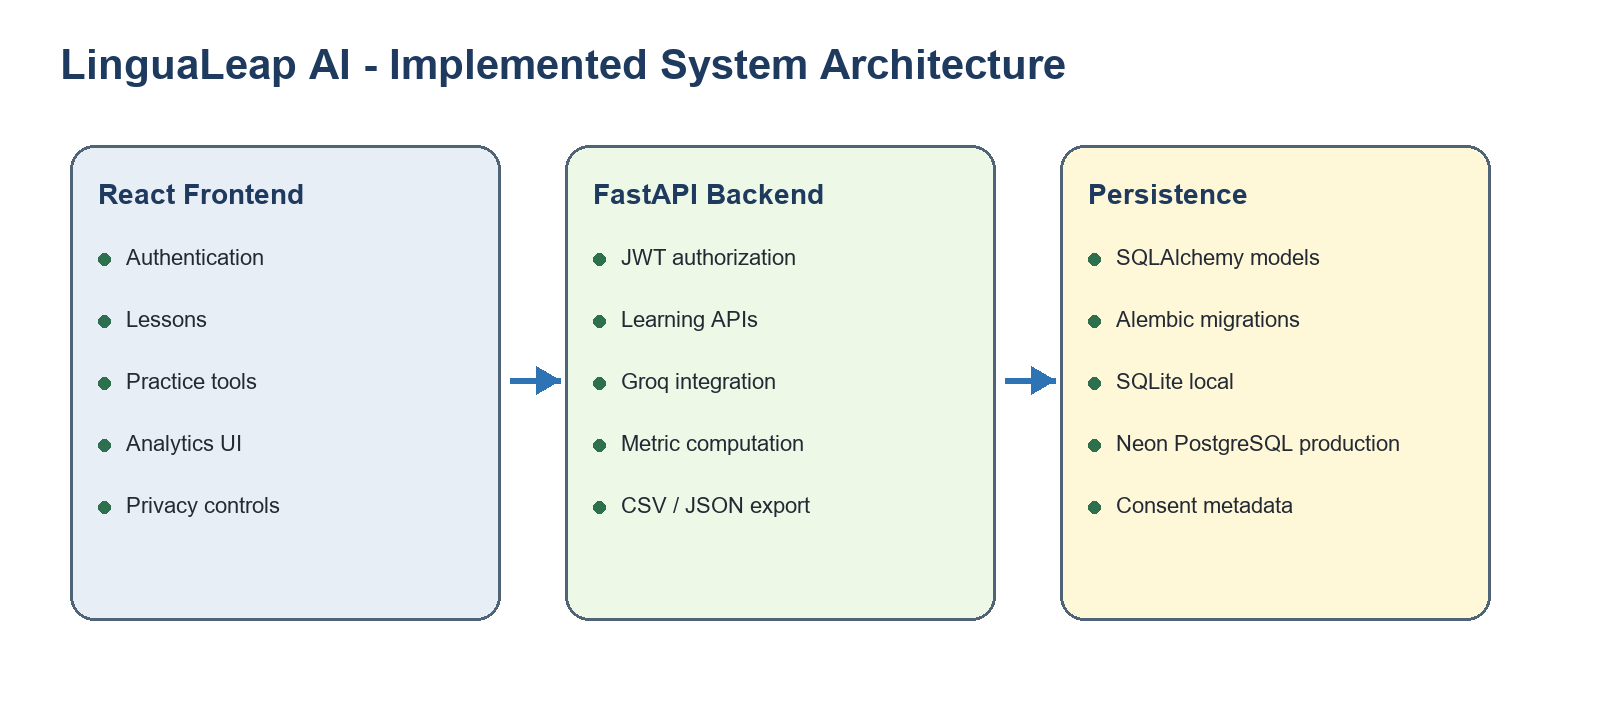 LinguaLeap AI - Implemented System Architecture
React Frontend
Authentication
Lessons
Practice tools
Analytics UI
Privacy controls
FastAPI Backend
JWT authorization
Learning APIs
Groq integration
Metric computation
CSV / JSON export
Persistence
SQLAlchemy models
Alembic migrations
SQLite local
Neon PostgreSQL production
Consent metadata